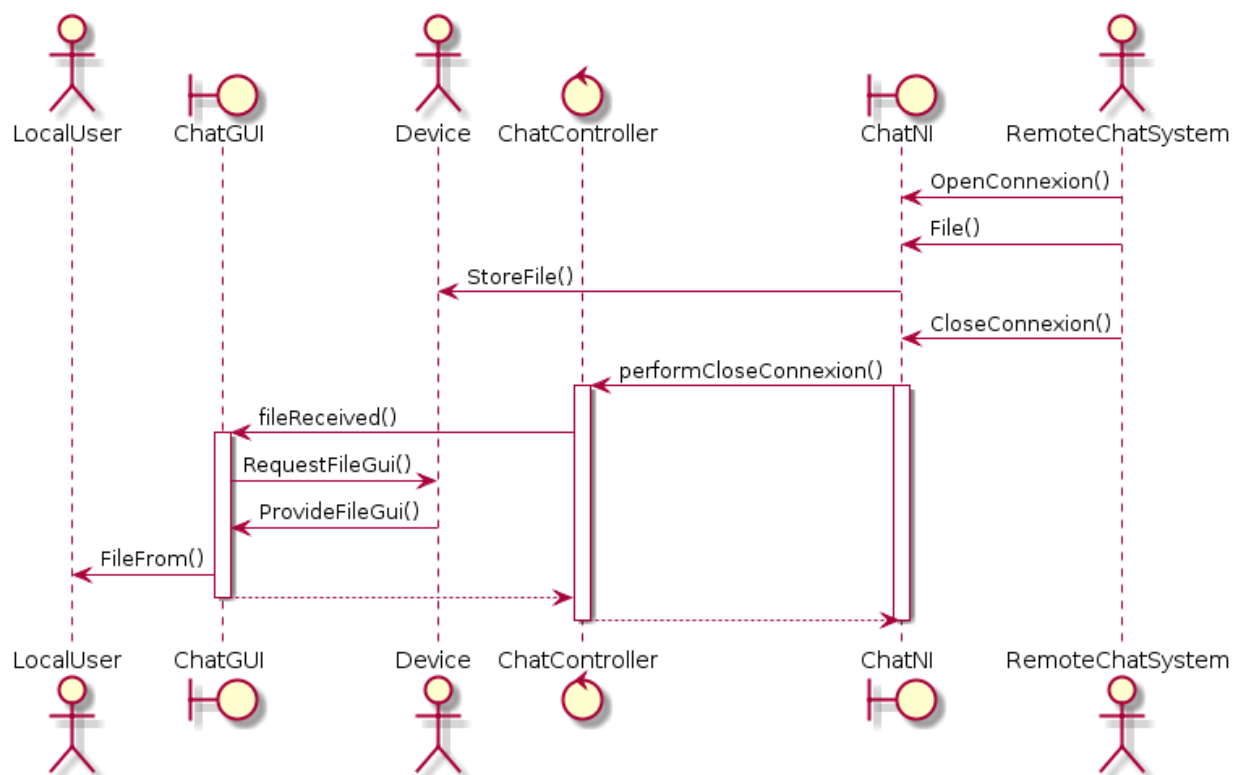 LocalUser ChatGUI Device ChatController ChatNI RemoteChatSystem
OpenConnexion()
File()
StoreFile()
CloseConnexion()
performCloseConnexion()
fileReceived()
RequestFileGui()
ProvideFileGui()
FileFrom()
LocalUser ChatGUI Device ChatController ChatNI RemoteChatSystem